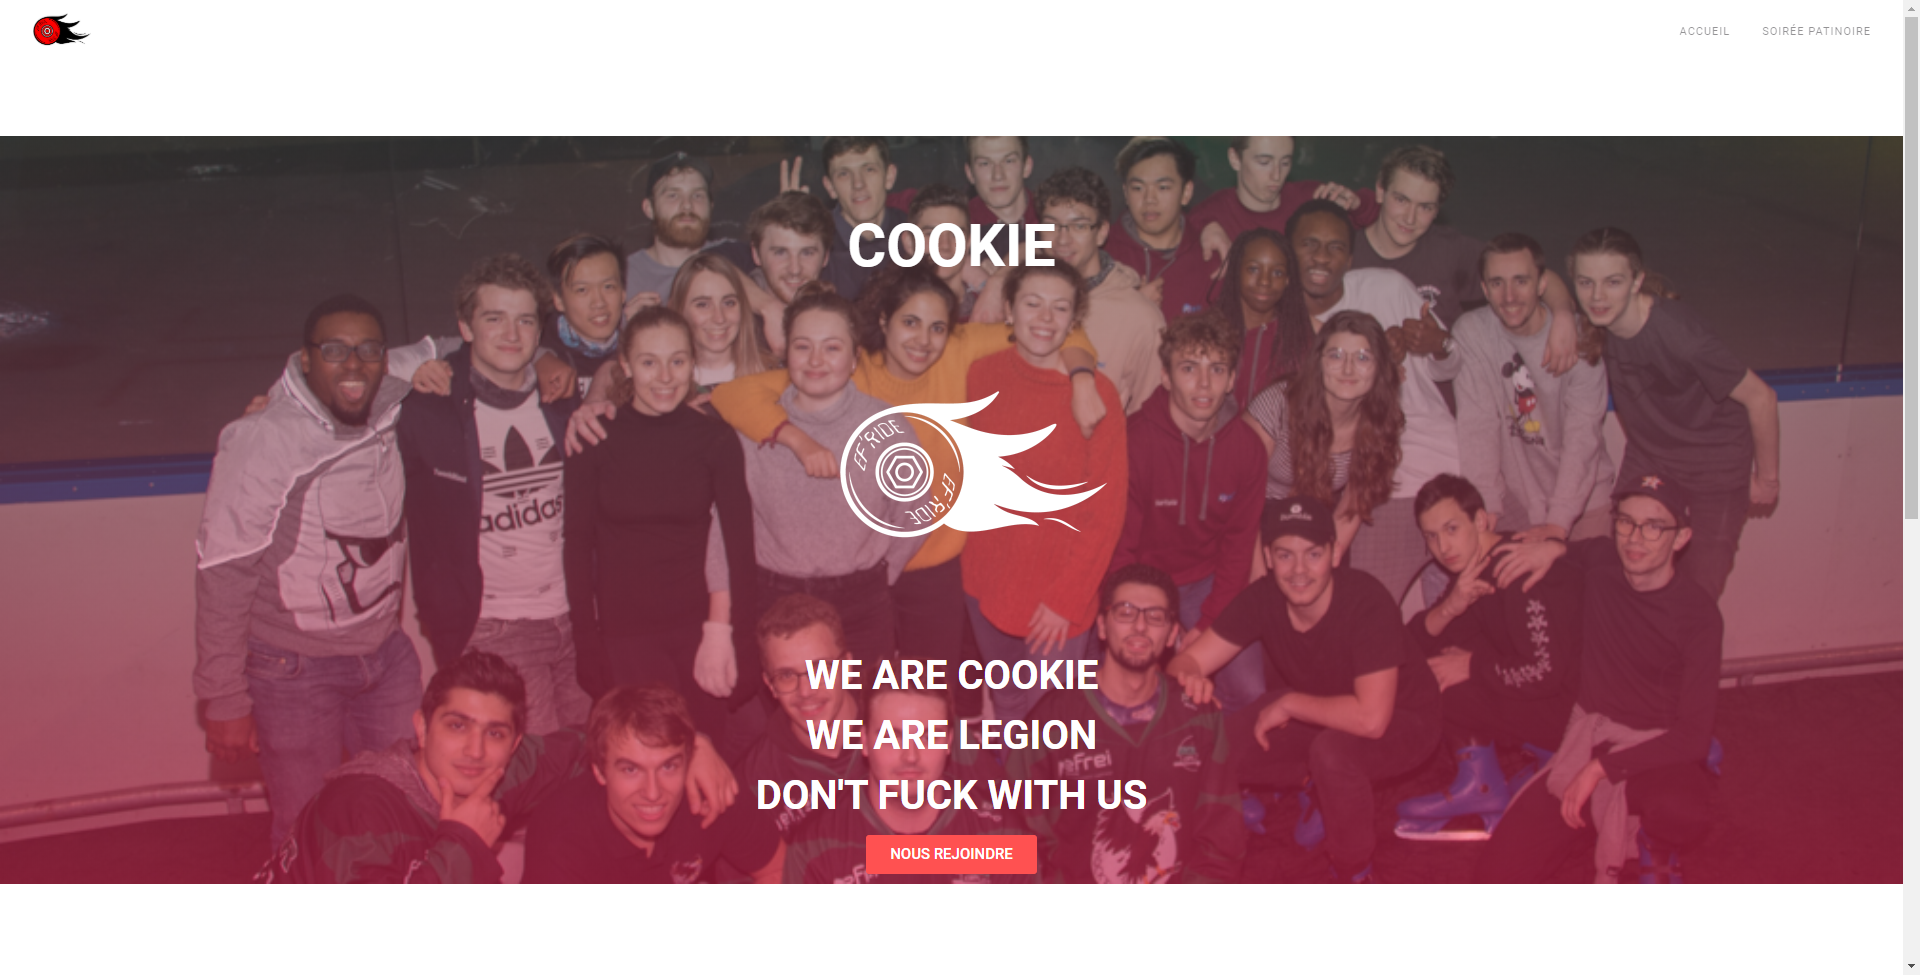 ACCUEIL SOIRÉE PATINOIRE
COOKIE
EF'RIDE
EF'RIDE
adidas
WE ARE COOKIE
WE ARE LEGION
DON'T FUCK WITH US
NOUS REJOINDRE